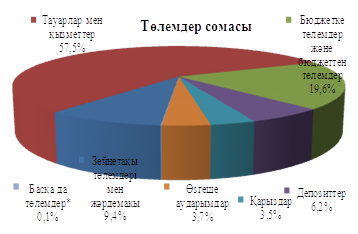 Төлемдер сомасы
Тауарлар мен
қызметтер
57,5%
Бюджетке
төлемдер
және
бюджеттен
төлемдер
19,6%
Депозиттер
6,2%
Қарыздар
3,5%
Өзгеше
аударымдар
3,7%
Зейнетақы
төлемдері
мен
жәрдемақы
9,4%
Басқа да
төлемдер*
0,1%